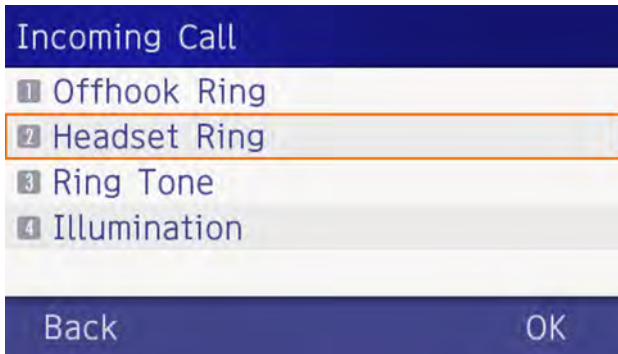 Incoming Call
1 Offhook Ring
2 Headset Ring
3 Ring Tone
4 Illumination
Back OK